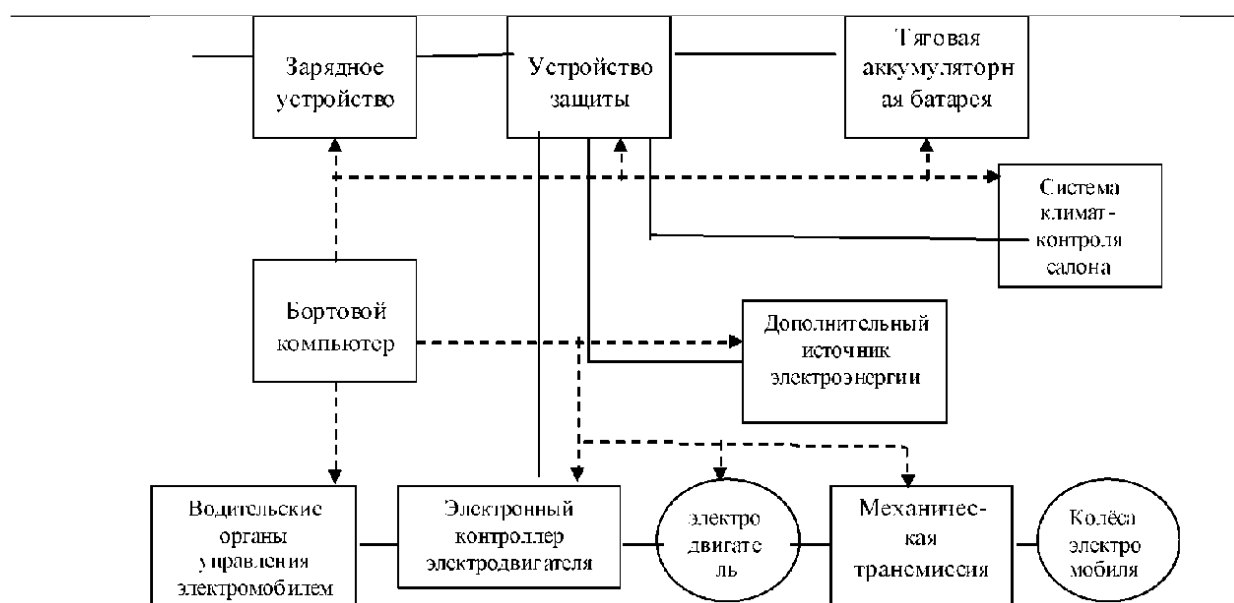 Зарядное
устройство
Устройство
защиты
Тяговая
аккумуляторн
ая батарея
Система
климат-
контроля
салона
Бортовой
компьютер
Дополнительный
источник
электроэнергии
Водительские
органы
управления
электромобилем
Электронный
контроллер
электродвигателя
электро
двигате
ль
Механичес-
кая
трансмиссия
Колёса
электро
мобиля